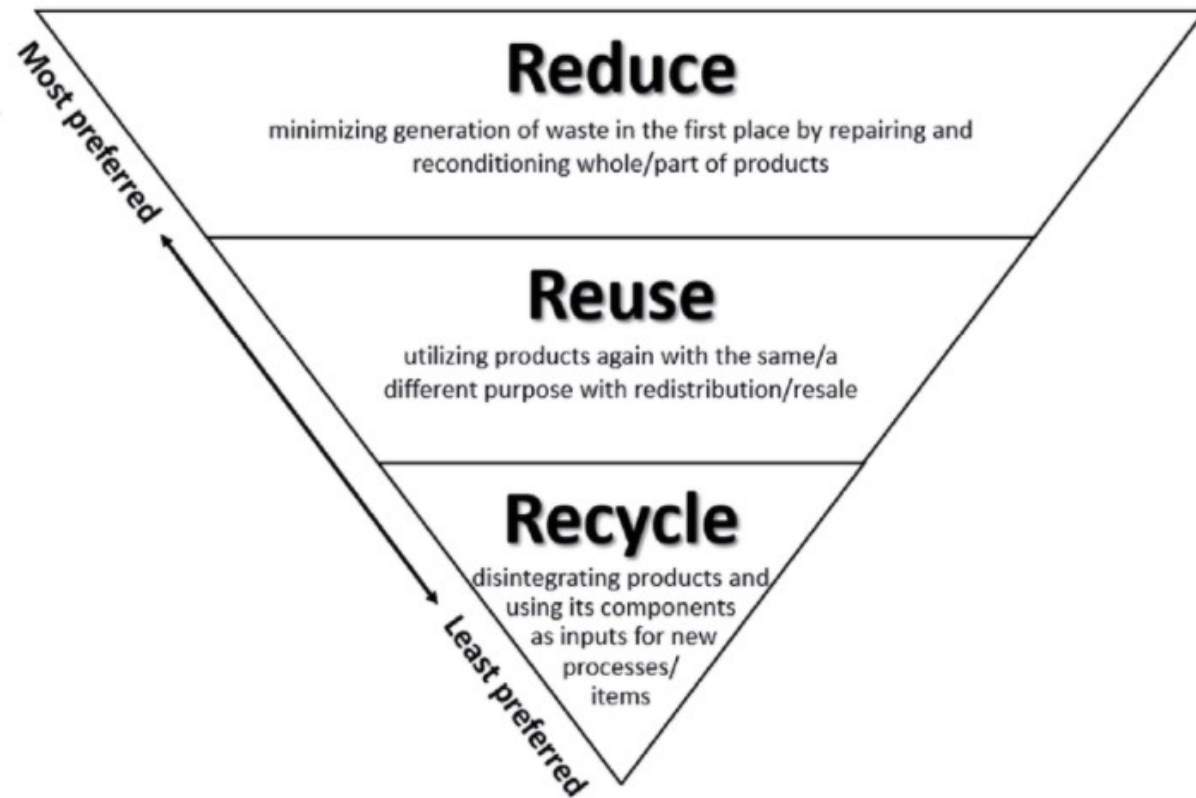 Most preferred
Reduce
minimizing generation of waste in the first place by repairing and
reconditioning whole/part of products
Reuse
utilizing products again with the same/a
different purpose with redistribution/resale
Recycle
disintegrating products and
using its components
as inputs for new
processes/
items
Least preferred